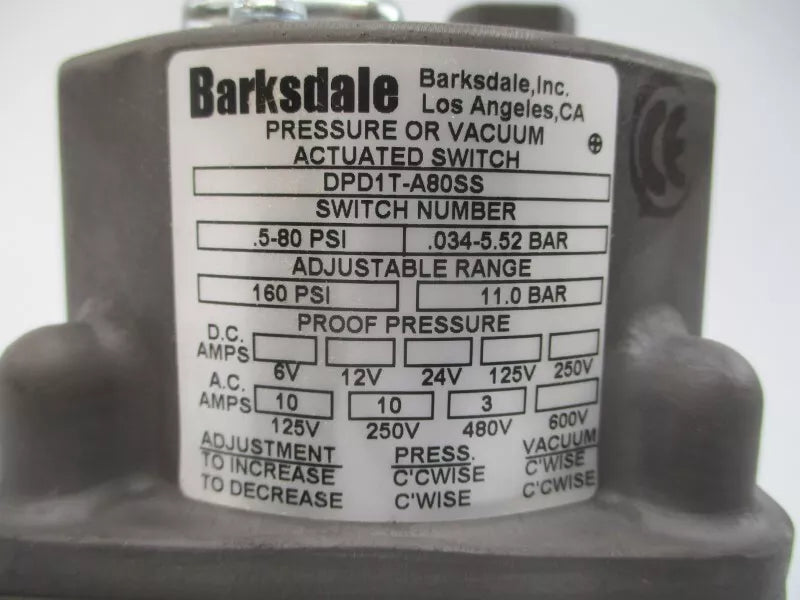 Barksdale Barksdale,Inc.
Los Angeles,CA
PRESSURE OR VACUUM
ACTUATED SWITCH
DPD1T-A80SS
SWITCH NUMBER
.5-80 PSI .034-5.52 BAR
ADJUSTABLE RANGE
160 PSI 11.0 BAR
PROOF PRESSURE
D.C. AMPS
6V 12V 24V 125V 250V
A.C. AMPS 10 10 3
125V 250V 480V 600V
ADJUSTMENT PRESS. VACUUM
TO INCREASE C'CWISE C'WISE
TO DECREASE C'WISE C'CWISE
CE